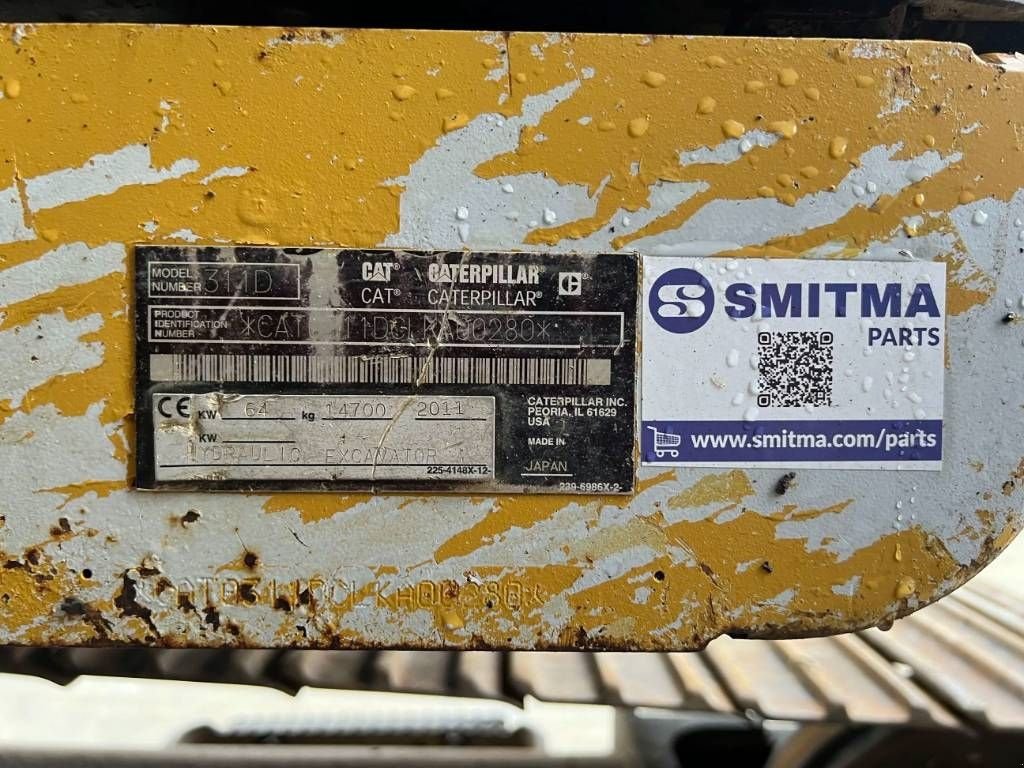 MODEL NUMBER 311D
CAT® CATERPILLAR®
CAT® CATERPILLAR®
PRODUCT IDENTIFICATION NUMBER
CE KW 64 kg 14700 2011
KW
HYDRAULIC EXCAVATOR
225-4148X-12-
CATERPILLAR INC.
PEORIA, IL 61629
USA
MADE IN
JAPAN
239-6986X-2-
S SMITMA
PARTS
www.smitma.com/parts